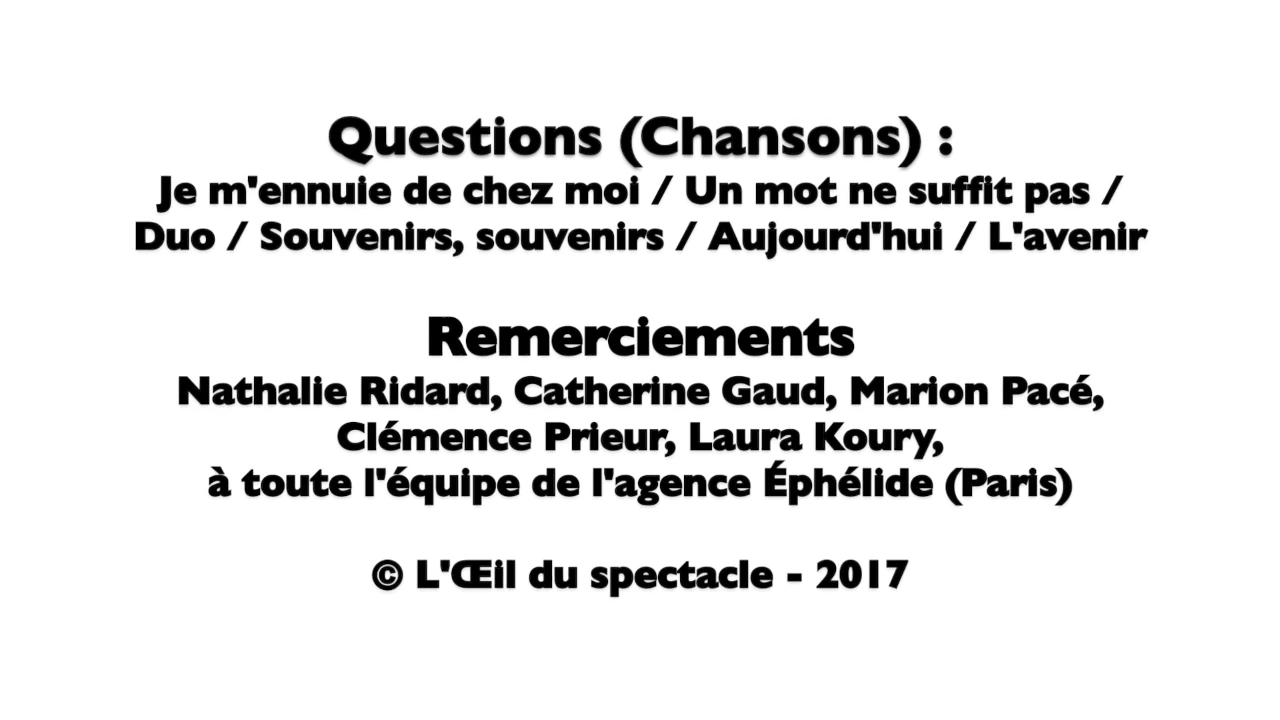 Questions (Chansons) :
Je m'ennuie de chez moi / Un mot ne suffit pas /
Duo / Souvenirs, souvenirs / Aujourd'hui / L'avenir
Remerciements
Nathalie Ridard, Catherine Gaud, Marion Pacé,
Clémence Prieur, Laura Koury,
à toute l'équipe de l'agence Éphélide (Paris)
© L'Œil du spectacle - 2017